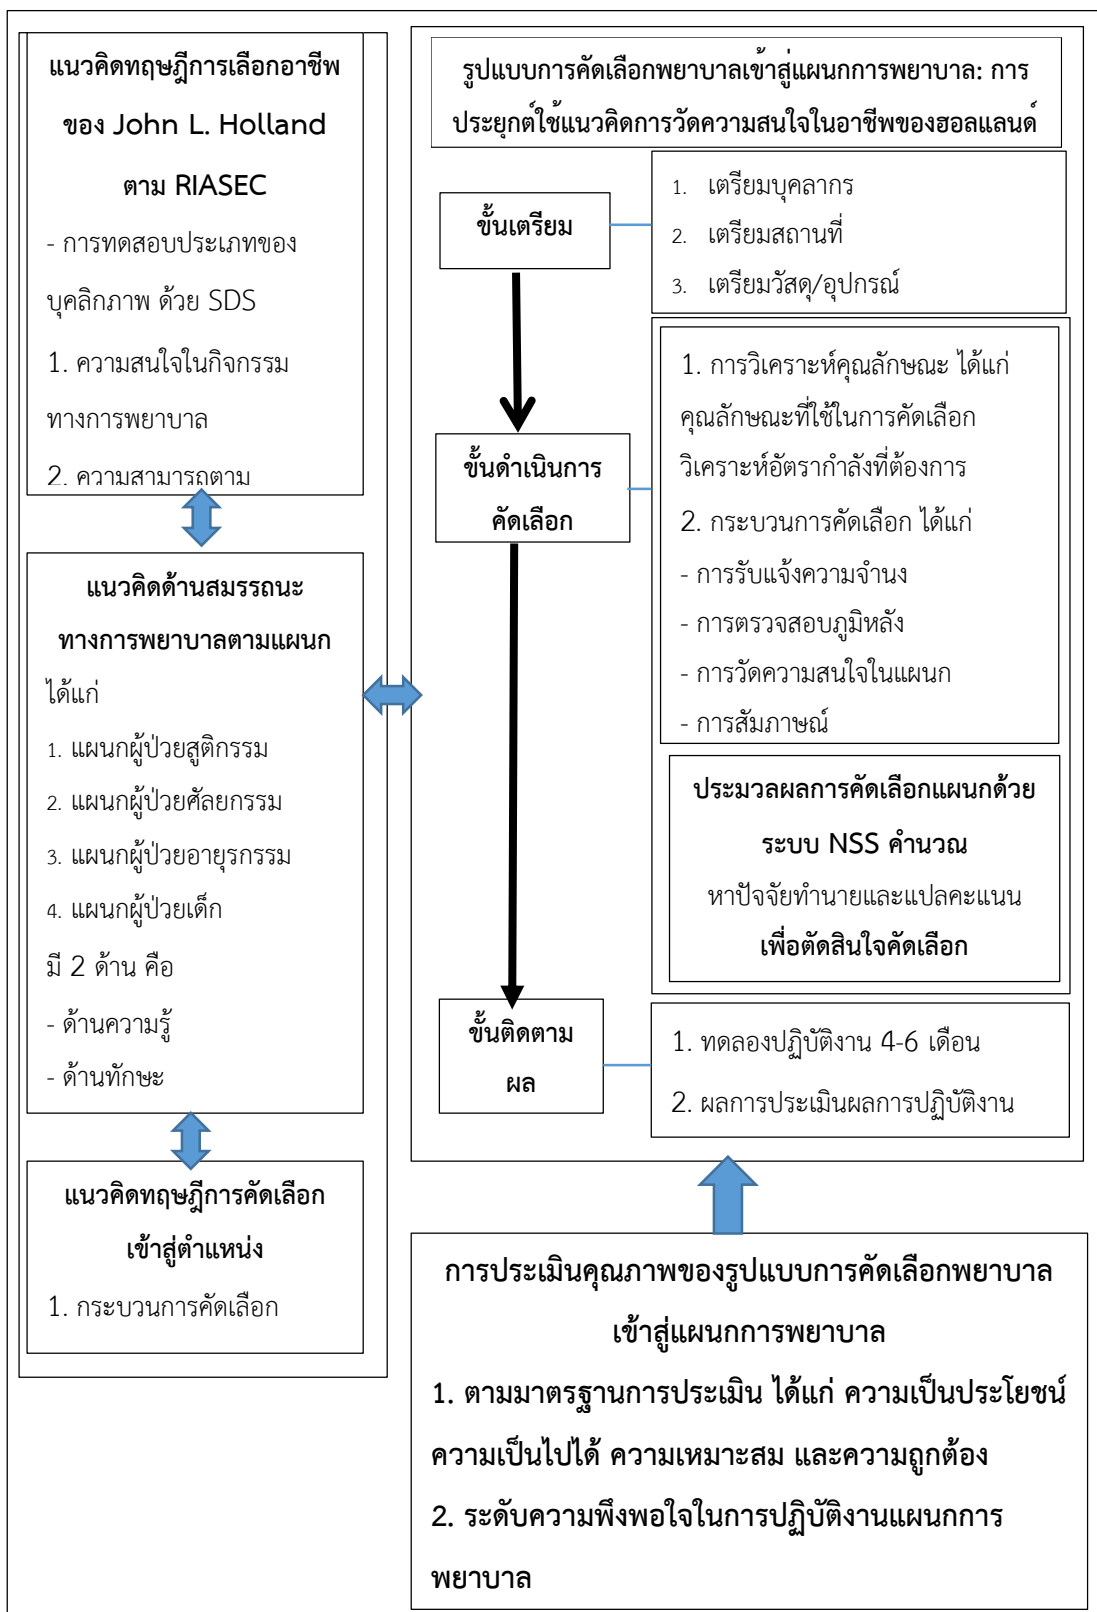 แนวคิดทฤษฎีการเลือกอาชีพ
ของ John L. Holland
ตาม RIASEC
- การทดสอบประเภทของ
บุคลิกภาพ ด้วย SDS
1. ความสนใจในกิจกรรม
ทางการพยาบาล
2. ความสามารถตาม
แนวคิดด้านสมรรถนะ
ทางการพยาบาลตามแผนก
ได้แก่
1. แผนกผู้ป่วยสูติกรรม
2. แผนกผู้ป่วยศัลยกรรม
3. แผนกผู้ป่วยอายุรกรรม
4. แผนกผู้ป่วยเด็ก
มี 2 ด้าน คือ
- ด้านความรู้
- ด้านทักษะ
แนวคิดทฤษฎีการคัดเลือก
เข้าสู่ตำแหน่ง
1. กระบวนการคัดเลือก
รูปแบบการคัดเลือกพยาบาลเข้าสู่แผนกการพยาบาล: การ
ประยุกต์ใช้แนวคิดการวัดความสนใจในอาชีพของฮอลแลนด์
ขั้นเตรียม
1. เตรียมบุคลากร
2. เตรียมสถานที่
3. เตรียมวัสดุ/อุปกรณ์
ขั้นดำเนินการ
คัดเลือก
1. การวิเคราะห์คุณลักษณะ ได้แก่
คุณลักษณะที่ใช้ในการคัดเลือก
วิเคราะห์อัตรากำลังที่ต้องการ
2. กระบวนการคัดเลือก ได้แก่
- การรับแจ้งความจำนง
- การตรวจสอบภูมิหลัง
- การวัดความสนใจในแผนก
- การสัมภาษณ์
ประมวลผลการคัดเลือกแผนกด้วย
ระบบ NSS คำนวณ
หาปัจจัยทำนายและแปลคะแนน
เพื่อตัดสินใจคัดเลือก
ขั้นติดตาม
ผล
1. ทดลองปฏิบัติงาน 4-6 เดือน
2. ผลการประเมินผลการปฏิบัติงาน
การประเมินคุณภาพของรูปแบบการคัดเลือกพยาบาล
เข้าสู่แผนกการพยาบาล
1. ตามมาตรฐานการประเมิน ได้แก่ ความเป็นประโยชน์
ความเป็นไปได้ ความเหมาะสม และความถูกต้อง
2. ระดับความพึงพอใจในการปฏิบัติงานแผนกการ
พยาบาล